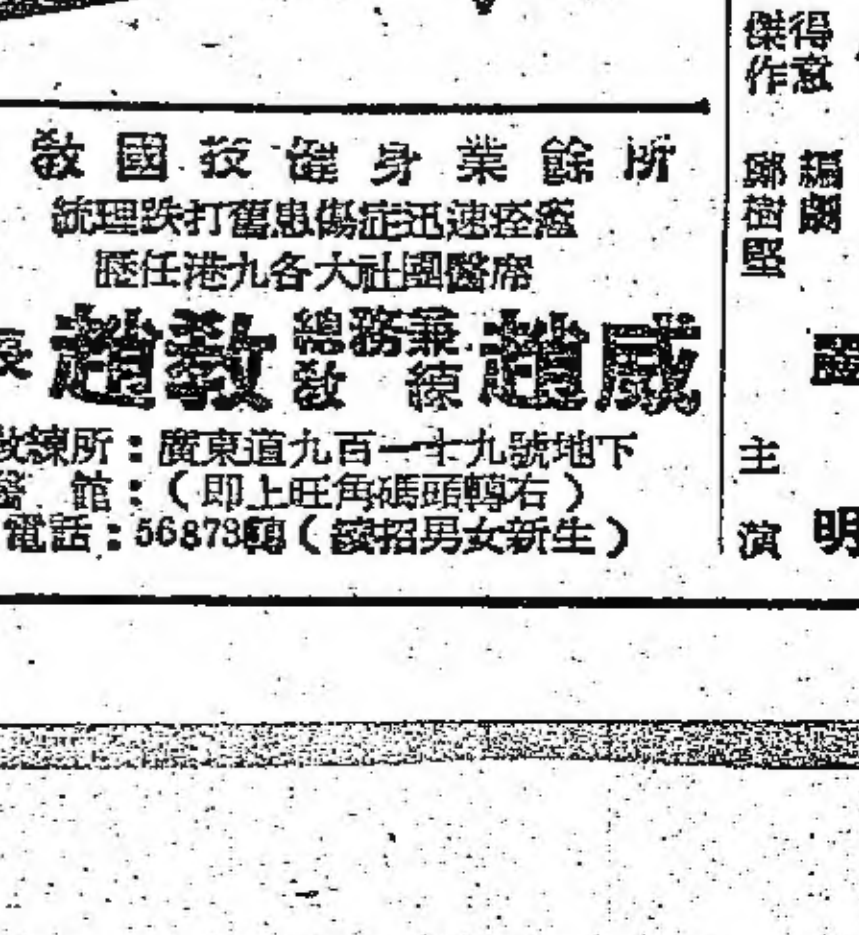 教國技健身業餘所
統理跌打舊患傷症迅速痊癒
歷任港九各大社團醫席
長趙教 總務兼教練 趙威
教練所：廣東道九百一十九號地下
醫館：（即上旺角碼頭轉右）
電話：568734轉（續招男女新生）
得意傑作
編劇
鄭樹堅
主演
明